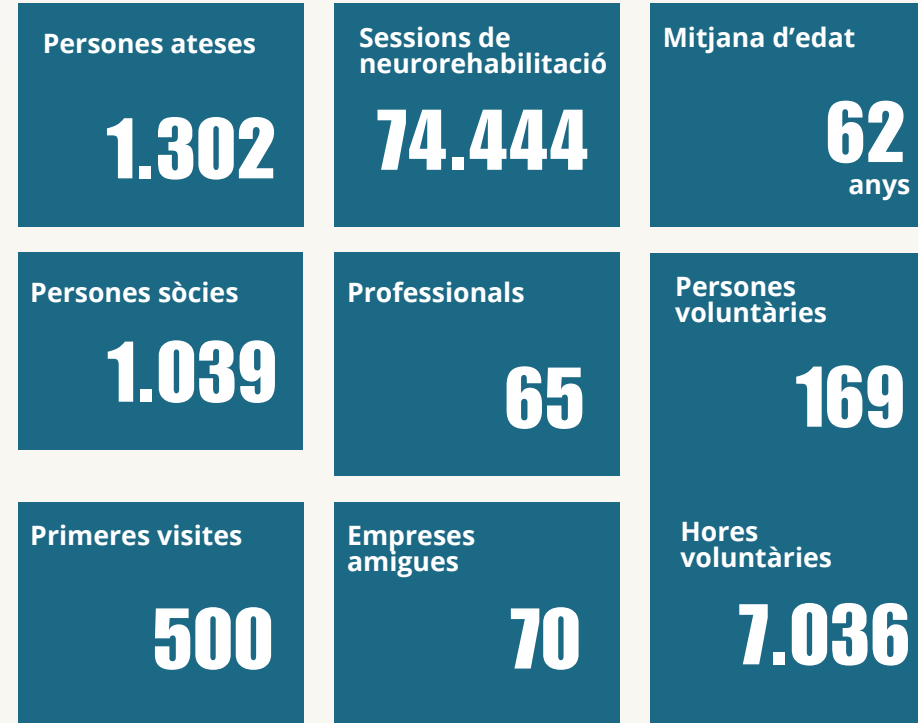 Persones ateses
1.302
Sessions de
neurorehabilitació
74.444
Mitjana d'edat
62
anys
Persones sòcies
1.039
Professionals
65
Persones
voluntàries
169
Primeres visites
500
Empreses
amigues
70
Hores
voluntàries
7.036